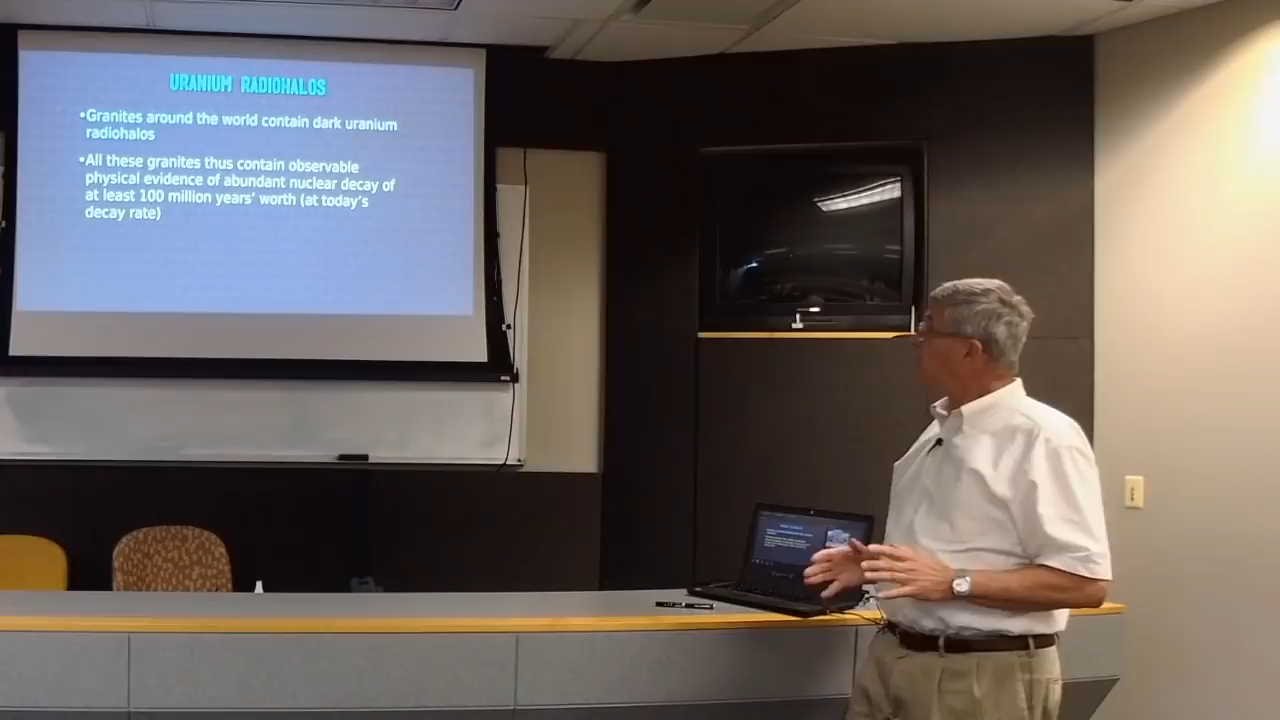 URANIUM RADIOHALOS
•Granites around the world contain dark uranium
radiohalos
•All these granites thus contain observable
physical evidence of abundant nuclear decay of
at least 100 million years' worth (at today's
decay rate)